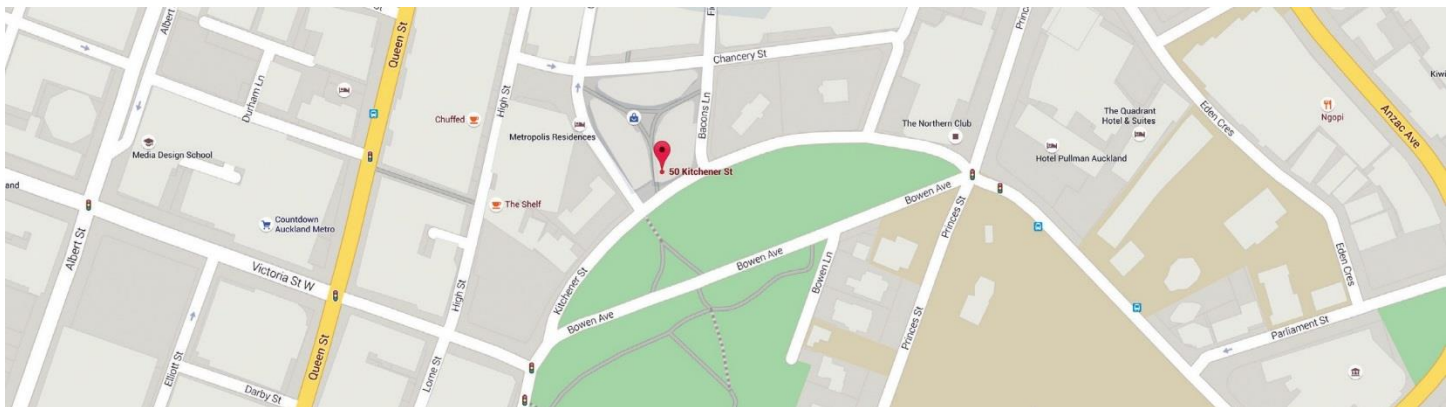 Albert
Queen St
Durham Ln
High St
Chancery St
Bacons Ln
Princes
Chuffed
Metropolis Residences
The Northern Club
The Quadrant
Hotel & Suites
Eden Cres
Ngopi
Anzac Ave
Kiwi
Media Design School
50 Kitchener St
Hotel Pullman Auckland
The Shelf
Bowen Ave
Princes St
Countdown
Auckland Metro
Albert St
Victoria St W
Kitchener St
Bowen Ave
Bowen Ln
Eden Cres
High St
Bowen Ave
Princes St
Parliament St
Elliott St
Queen St
Lorne St
Darby St
land